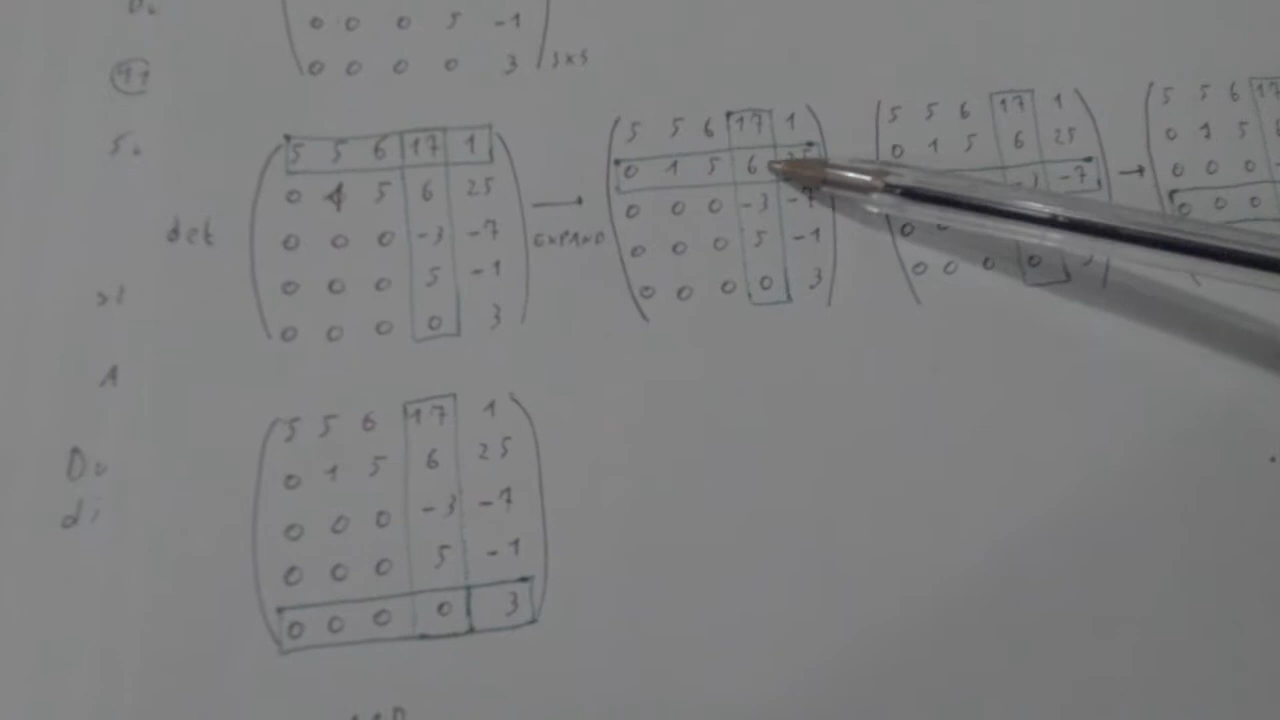 0 0 0 5 -1
0 0 0 0 3 5x5
5 5 6 17 1
0 1 5 6 25
det 0 0 0 -3 -7
0 0 0 5 -1
0 0 0 0 3
EXPAND
5 5 6 17 1
0 1 5 6
0 0 0 -3 -7
0 0 0 5 -1
0 0 0 0 3
5 5 6 17 1
0 1 5 6 25
-7
0
0 0 0 0
5 5 6 17
0 1 5
0 0 0
0 0 0
A
5 5 6 17 1
0 1 5 6 25
0 0 0 -3 -7
0 0 0 5 -1
0 0 0 0 3